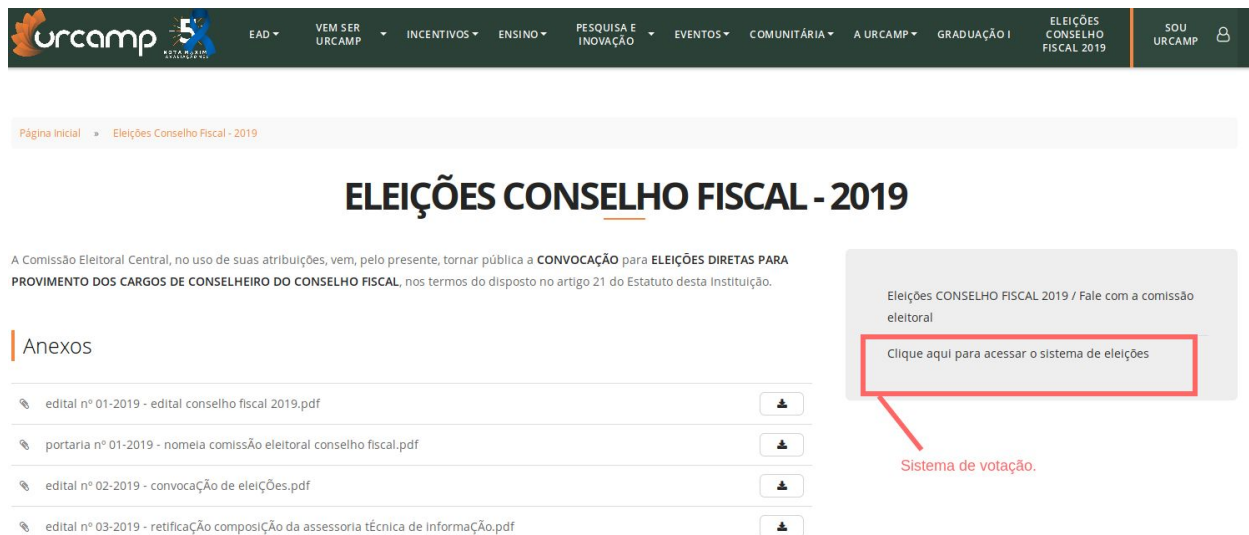 urcamp 5
NOTA MÁXIMA
EAD
VEM SER
URCAMP
INCENTIVOS
ENSINO
PESQUISA E
INOVAÇÃO
EVENTOS
COMUNITÁRIA
A URCAMP
GRADUAÇÃO I
ELEIÇÕES
CONSELHO
FISCAL 2019
SOU
URCAMP
Página Inicial » Eleições Conselho Fiscal - 2019
ELEIÇÕES CONSELHO FISCAL - 2019
A Comissão Eleitoral Central, no uso de suas atribuições, vem, pelo presente, tornar pública a CONVOCAÇÃO para ELEIÇÕES DIRETAS PARA
PROVIMENTO DOS CARGOS DE CONSELHEIRO DO CONSELHO FISCAL, nos termos do disposto no artigo 21 do Estatuto desta Instituição.
Anexos
edital nº 01-2019 - edital conselho fiscal 2019.pdf
portaria nº 01-2019 - nomeia comissÃo eleitoral conselho fiscal.pdf
edital nº 02-2019 - convocaÇÃo de eleiÇÕes.pdf
edital nº 03-2019 - retificaÇÃo composiÇÃo da assessoria tÉcnica de informaÇÃo.pdf
Eleições CONSELHO FISCAL 2019 / Fale com a comissão
eleitoral
Clique aqui para acessar o sistema de eleições
Sistema de votação.